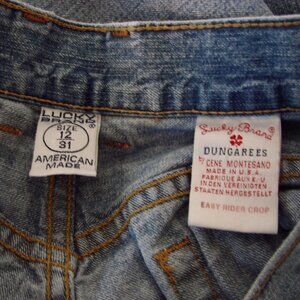 LUCKY
BRAND
SIZE
12
31
AMERICAN
MADE
Lucky Brand
DUNGAREES
by GENE MONTESANO
MADE IN U.S.A.
FABRIQUE AUX E.-U
IN DEN VEREINIGTEN
STAATEN HERGESTELLT
EASY RIDER CROP